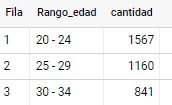 Fila Rango_edad cantidad
1 20 - 24 1567
2 25 - 29 1160
3 30 - 34 841